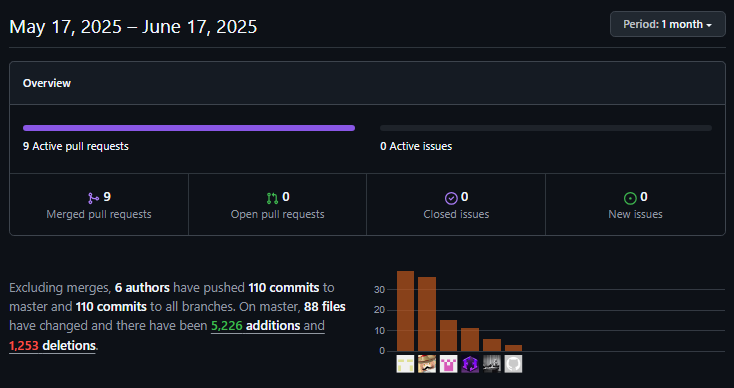 May 17, 2025 – June 17, 2025
Period: 1 month
Overview
9 Active pull requests
0 Active issues
9
Merged pull requests
0
Open pull requests
0
Closed issues
0
New issues
Excluding merges, 6 authors have pushed 110 commits to
master and 110 commits to all branches. On master, 88 files
have changed and there have been 5,226 additions and
1,253 deletions.
30
20
10
0